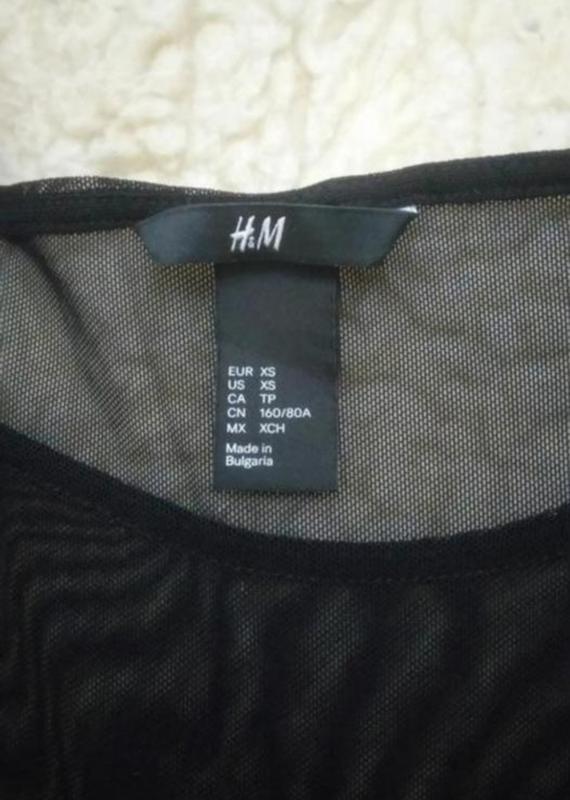 H&M
EUR XS
US XS
CA TP
CN 160/80A
MX XCH
Made in
Bulgaria